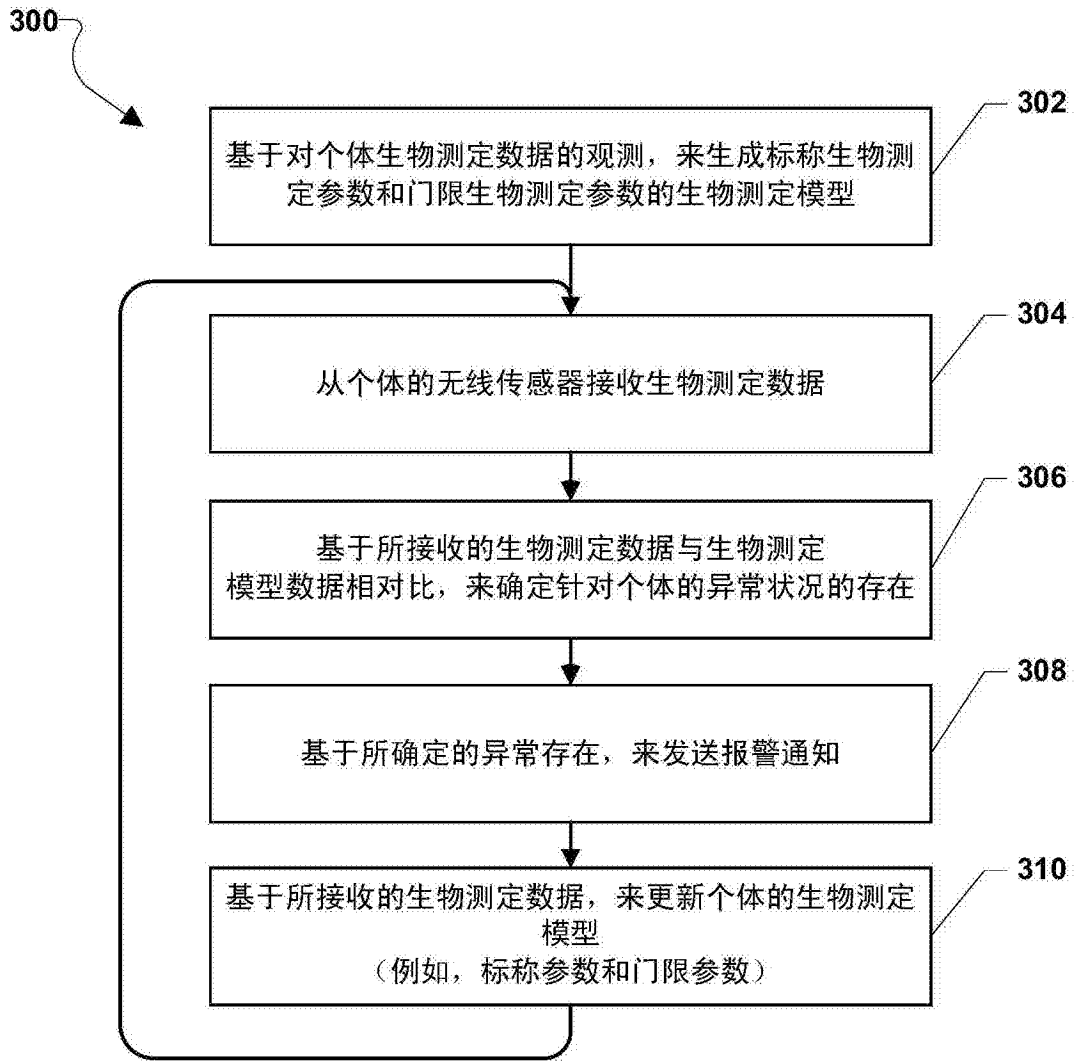 300
302
基于对个体生物测定数据的观测，来生成标称生物测
定参数和门限生物测定参数的生物测定模型
304
从个体的无线传感器接收生物测定数据
306
基于所接收的生物测定数据与生物测定
模型数据相对比，来确定针对个体的异常状况的存在
308
基于所确定的异常存在，来发送报警通知
310
基于所接收的生物测定数据，来更新个体的生物测定
模型
（例如，标称参数和门限参数）